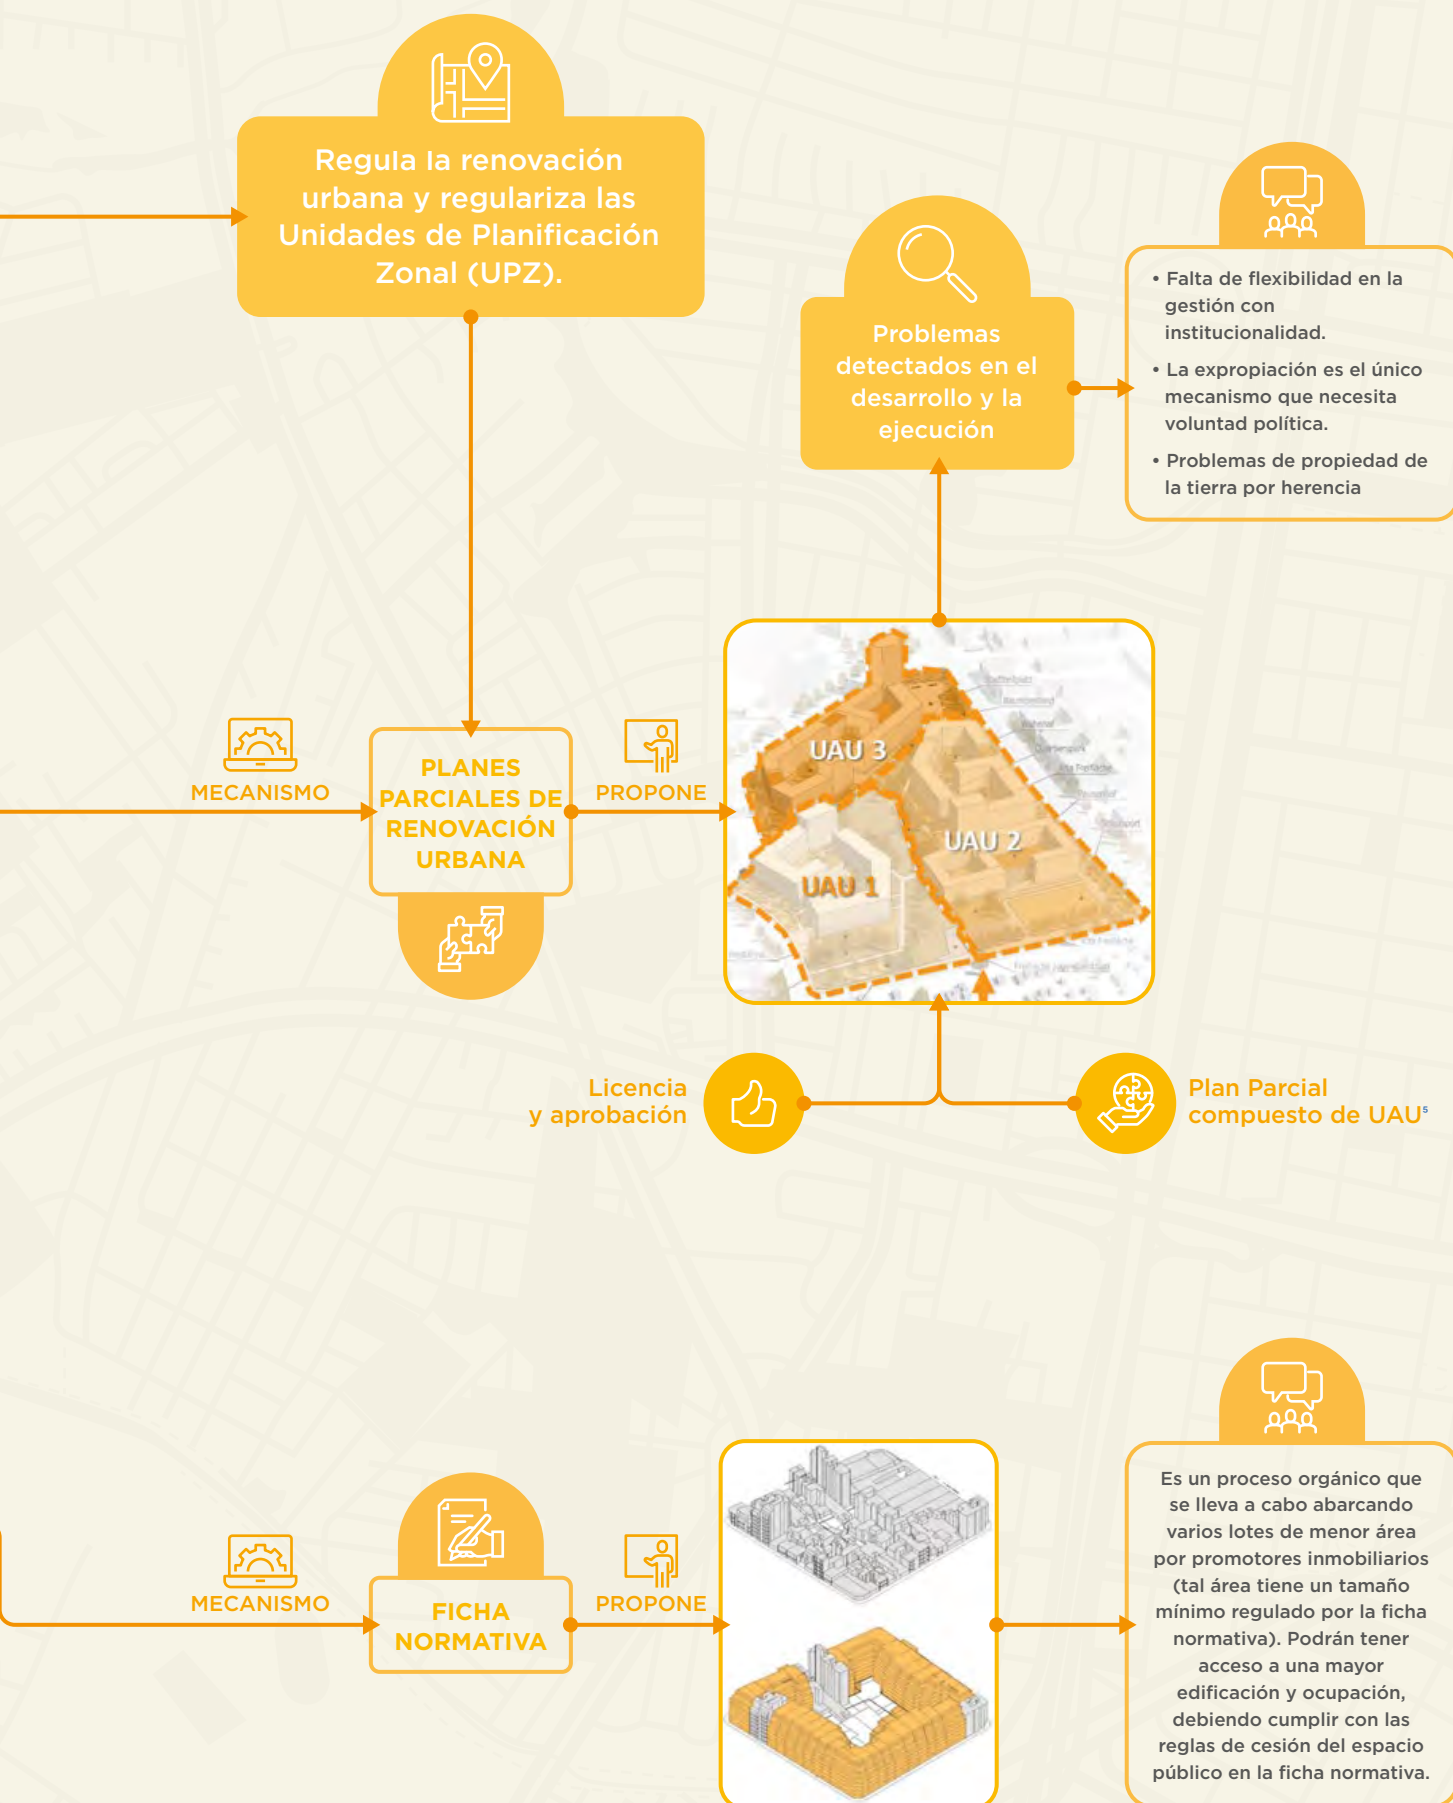 Regula la renovación
urbana y regulariza las
Unidades de Planificación
Zonal (UPZ).
Problemas
detectados en el
desarrollo y la
ejecución
• Falta de flexibilidad en la
gestión con
institucionalidad.
• La expropiación es el único
mecanismo que necesita
voluntad política.
• Problemas de propiedad de
la tierra por herencia
MECANISMO
PLANES
PARCIALES DE
RENOVACIÓN
URBANA
PROPONE
UAU 3
UAU 2
UAU 1
Licencia
y aprobación
Plan Parcial
compuesto de UAU⁵
MECANISMO
FICHA
NORMATIVA
PROPONE
Es un proceso orgánico que
se lleva a cabo abarcando
varios lotes de menor área
por promotores inmobiliarios
(tal área tiene un tamaño
mínimo regulado por la ficha
normativa). Podrán tener
acceso a una mayor
edificación y ocupación,
debiendo cumplir con las
reglas de cesión del espacio
público en la ficha normativa.